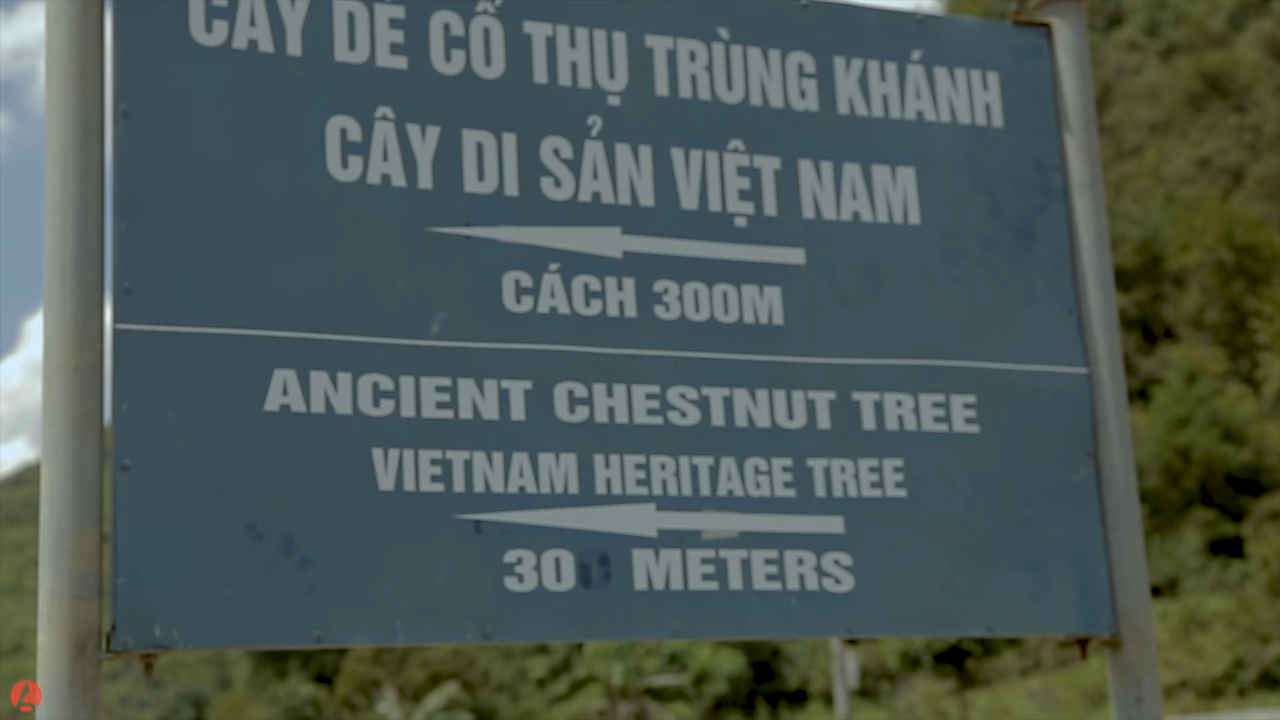 CÂY DẺ CỔ THỤ TRÙNG KHÁNH
CÂY DI SẢN VIỆT NAM
CÁCH 300M
ANCIENT CHESTNUT TREE
VIETNAM HERITAGE TREE
30 METERS